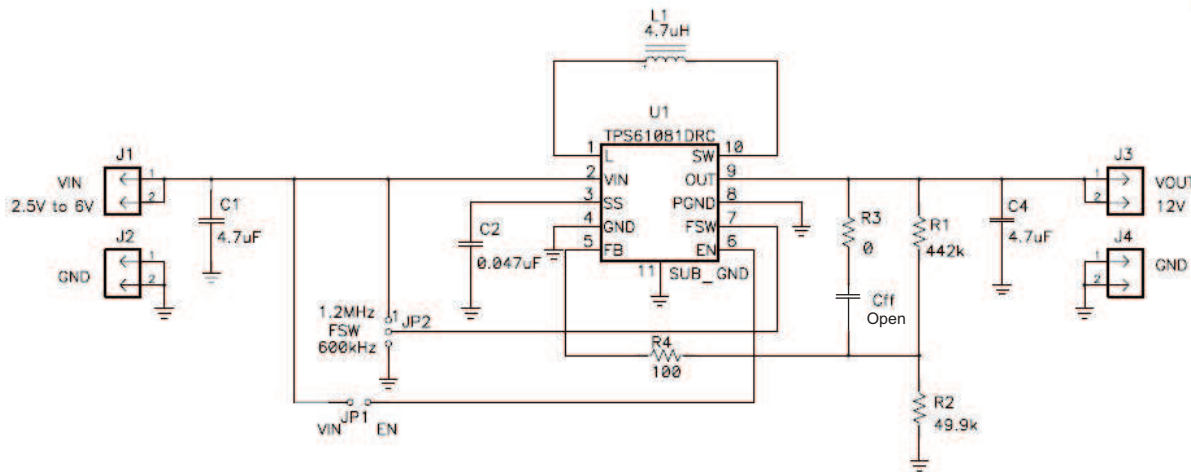 L1
4.7uH
U1
TPS61081DRC
1 L SW 10
2 VIN OUT 9
3 SS PGND 8
4 GND FSW 7
5 FB EN 6
11 SUB_GND
J1
1
2
VIN
2.5V to 6V
J2
1
2
GND
C1
4.7uF
C2
0.047uF
1.2MHz
FSW
600kHz
1
JP2
JP1
VIN EN
R4
100
R3
0
Cff
Open
R1
442k
R2
49.9k
C4
4.7uF
J3
1
2
VOUT
12V
J4
1
2
GND